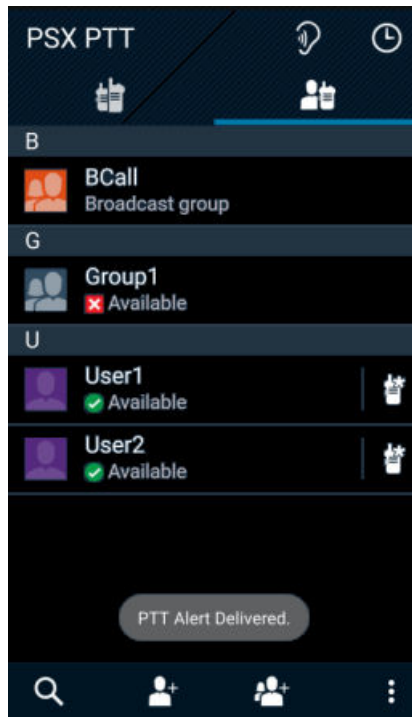 PSX PTT
B
BCall
Broadcast group
G
Group1
Available
U
User1
Available
User2
Available
PTT Alert Delivered.